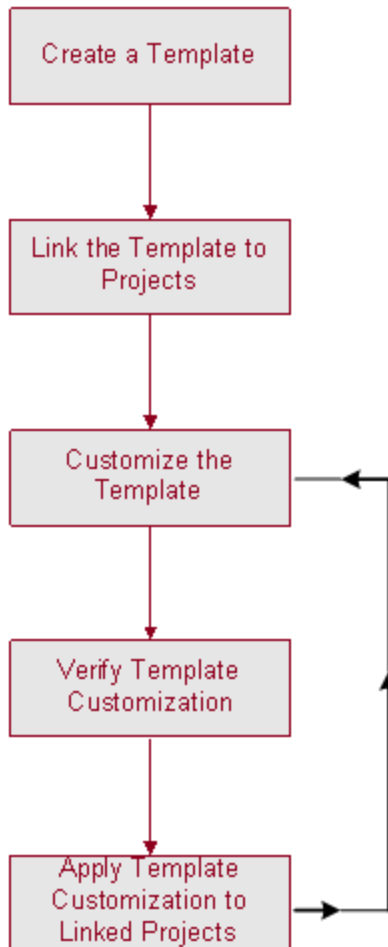 Create a Template
Link the Template to
Projects
Customize the
Template
Verify Template
Customization
Apply Template
Customization to
Linked Projects